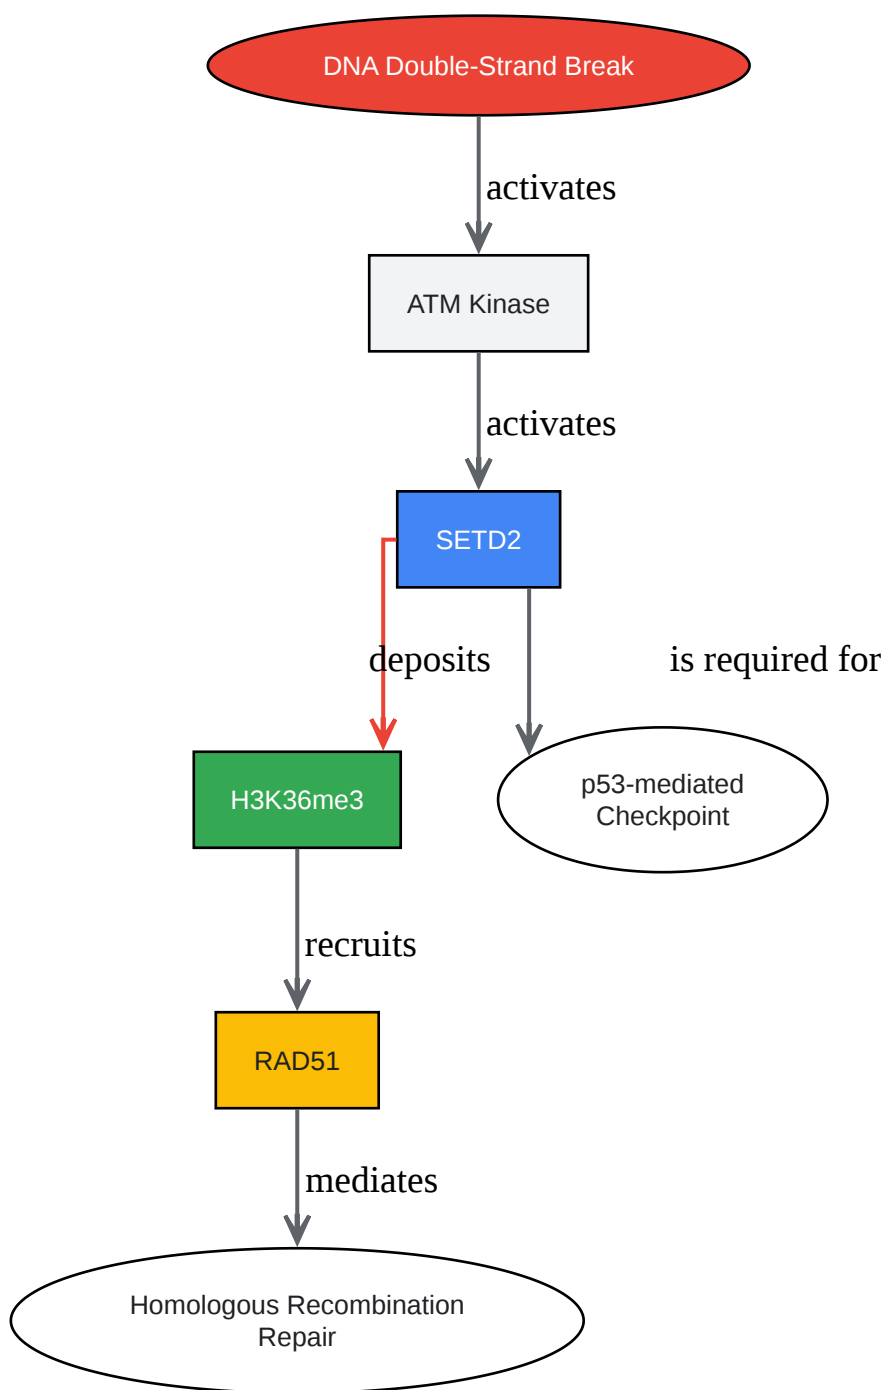 DNA Double-Strand Break
activates
ATM Kinase
activates
SETD2
deposits
is required for
H3K36me3
p53-mediated
Checkpoint
recruits
RAD51
mediates
Homologous Recombination
Repair